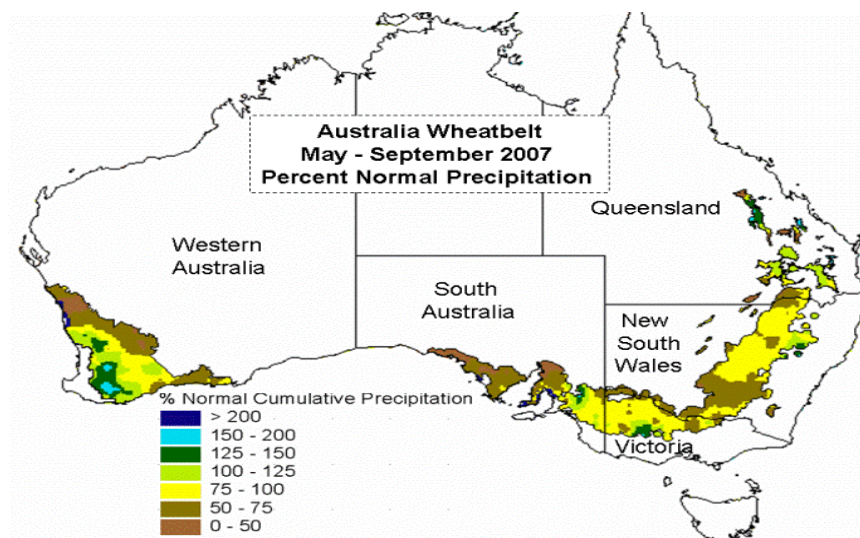 Australia Wheatbelt
May - September 2007
Percent Normal Precipitation
Queensland
Western
Australia
South
Australia
New
South
Wales
Victoria
% Normal Cumulative Precipitation
> 200
150 - 200
125 - 150
100 - 125
75 - 100
50 - 75
0 - 50